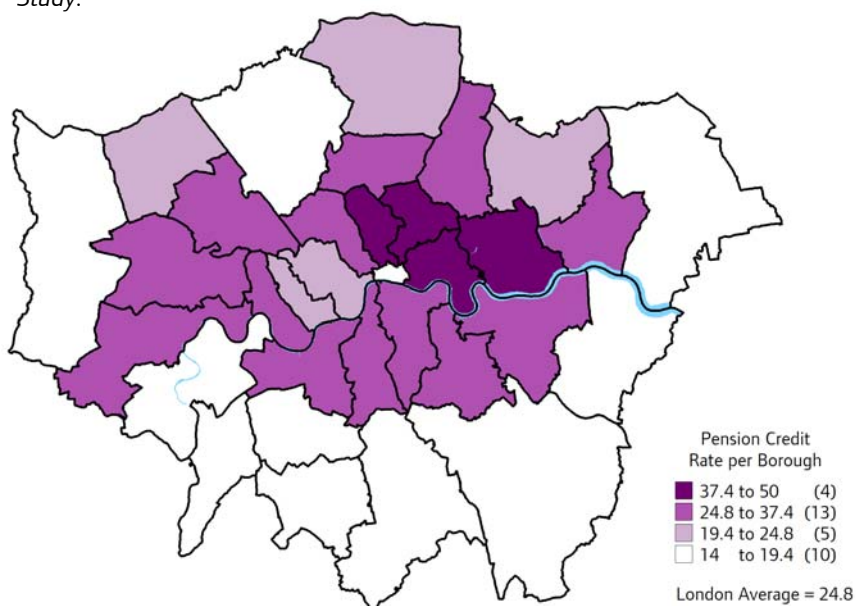 Study.
Pension Credit
Rate per Borough
37.4 to 50 (4)
24.8 to 37.4 (13)
19.4 to 24.8 (5)
14 to 19.4 (10)
London Average = 24.8